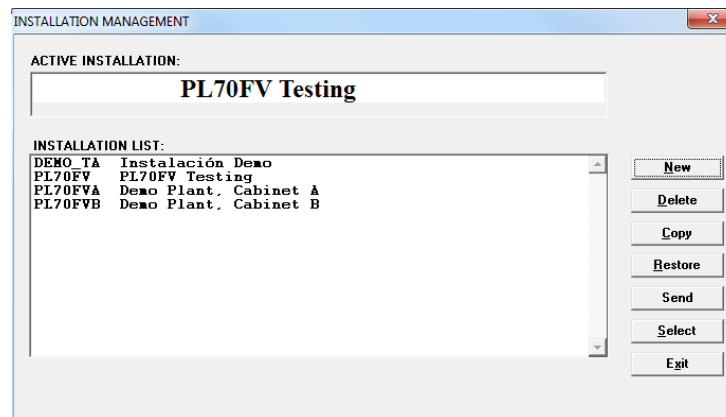 INSTALLATION MANAGEMENT
ACTIVE INSTALLATION:
PL70FV Testing
INSTALLATION LIST:
DEMO_TA Instalación Demo
PL70FV PL70FV Testing
PL70FVA Demo Plant, Cabinet A
PL70FVB Demo Plant, Cabinet B
New
Delete
Copy
Restore
Send
Select
Exit